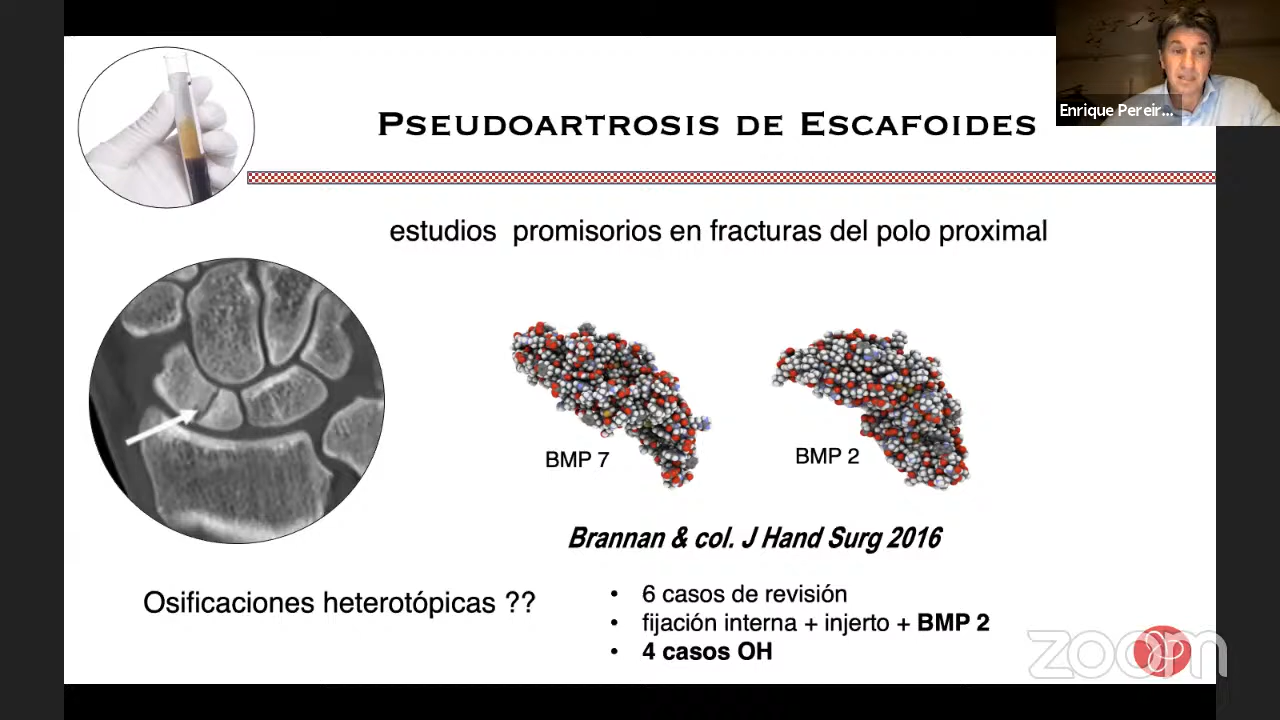 Enrique Pereir...
PSEUDOARTROSIS DE ESCAFOIDES
estudios promisorios en fracturas del polo proximal
BMP 7
BMP 2
Brannan & col. J Hand Surg 2016
Osificaciones heterotópicas ??
• 6 casos de revisión
• fijación interna + injerto + BMP 2
• 4 casos OH
zoom